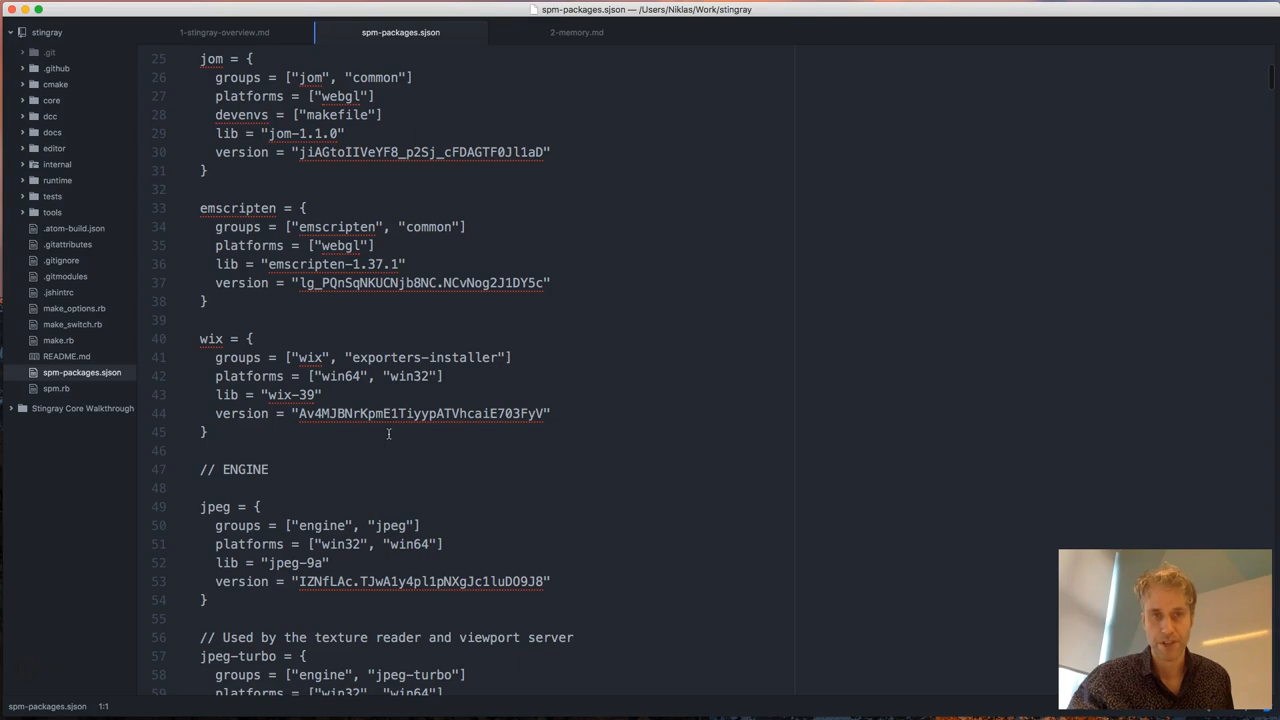 spm-packages.sjson — /Users/Niklas/Work/stingray
stingray
.git
.github
cmake
core
dcc
docs
editor
internal
runtime
tests
tools
.atom-build.json
.gitattributes
.gitignore
.gitmodules
.jshintrc
make_options.rb
make_switch.rb
make.rb
README.md
spm-packages.sjson
spm.rb
Stingray Core Walkthrough
1-stingray-overview.md
spm-packages.sjson
2-memory.md
25 jom = {
26 groups = ["jom", "common"]
27 platforms = ["webgl"]
28 devenvs = ["makefile"]
29 lib = "jom-1.1.0"
30 version = "jiAGtoIIVeYF8_p2Sj_cFDAGTF0Jl1aD"
31 }
32
33 emscripten = {
34 groups = ["emscripten", "common"]
35 platforms = ["webgl"]
36 lib = "emscripten-1.37.1"
37 version = "lg_PQnSqNKUCNjb8NC.NCvNog2J1DY5c"
38 }
39
40 wix = {
41 groups = ["wix", "exporters-installer"]
42 platforms = ["win64", "win32"]
43 lib = "wix-39"
44 version = "Av4MJBNrKpmE1TiyypATVhcaiE703FyV"
45 }
46
47 // ENGINE
48
49 jpeg = {
50 groups = ["engine", "jpeg"]
51 platforms = ["win32", "win64"]
52 lib = "jpeg-9a"
53 version = "IZNfLAc.TJwA1y4pl1pNXgJc1luDO9J8"
54 }
55
56 // Used by the texture reader and viewport server
57 jpeg-turbo = {
58 groups = ["engine", "jpeg-turbo"]
59 platforms = ["win32", "win64"]
spm-packages.sjson 1:1